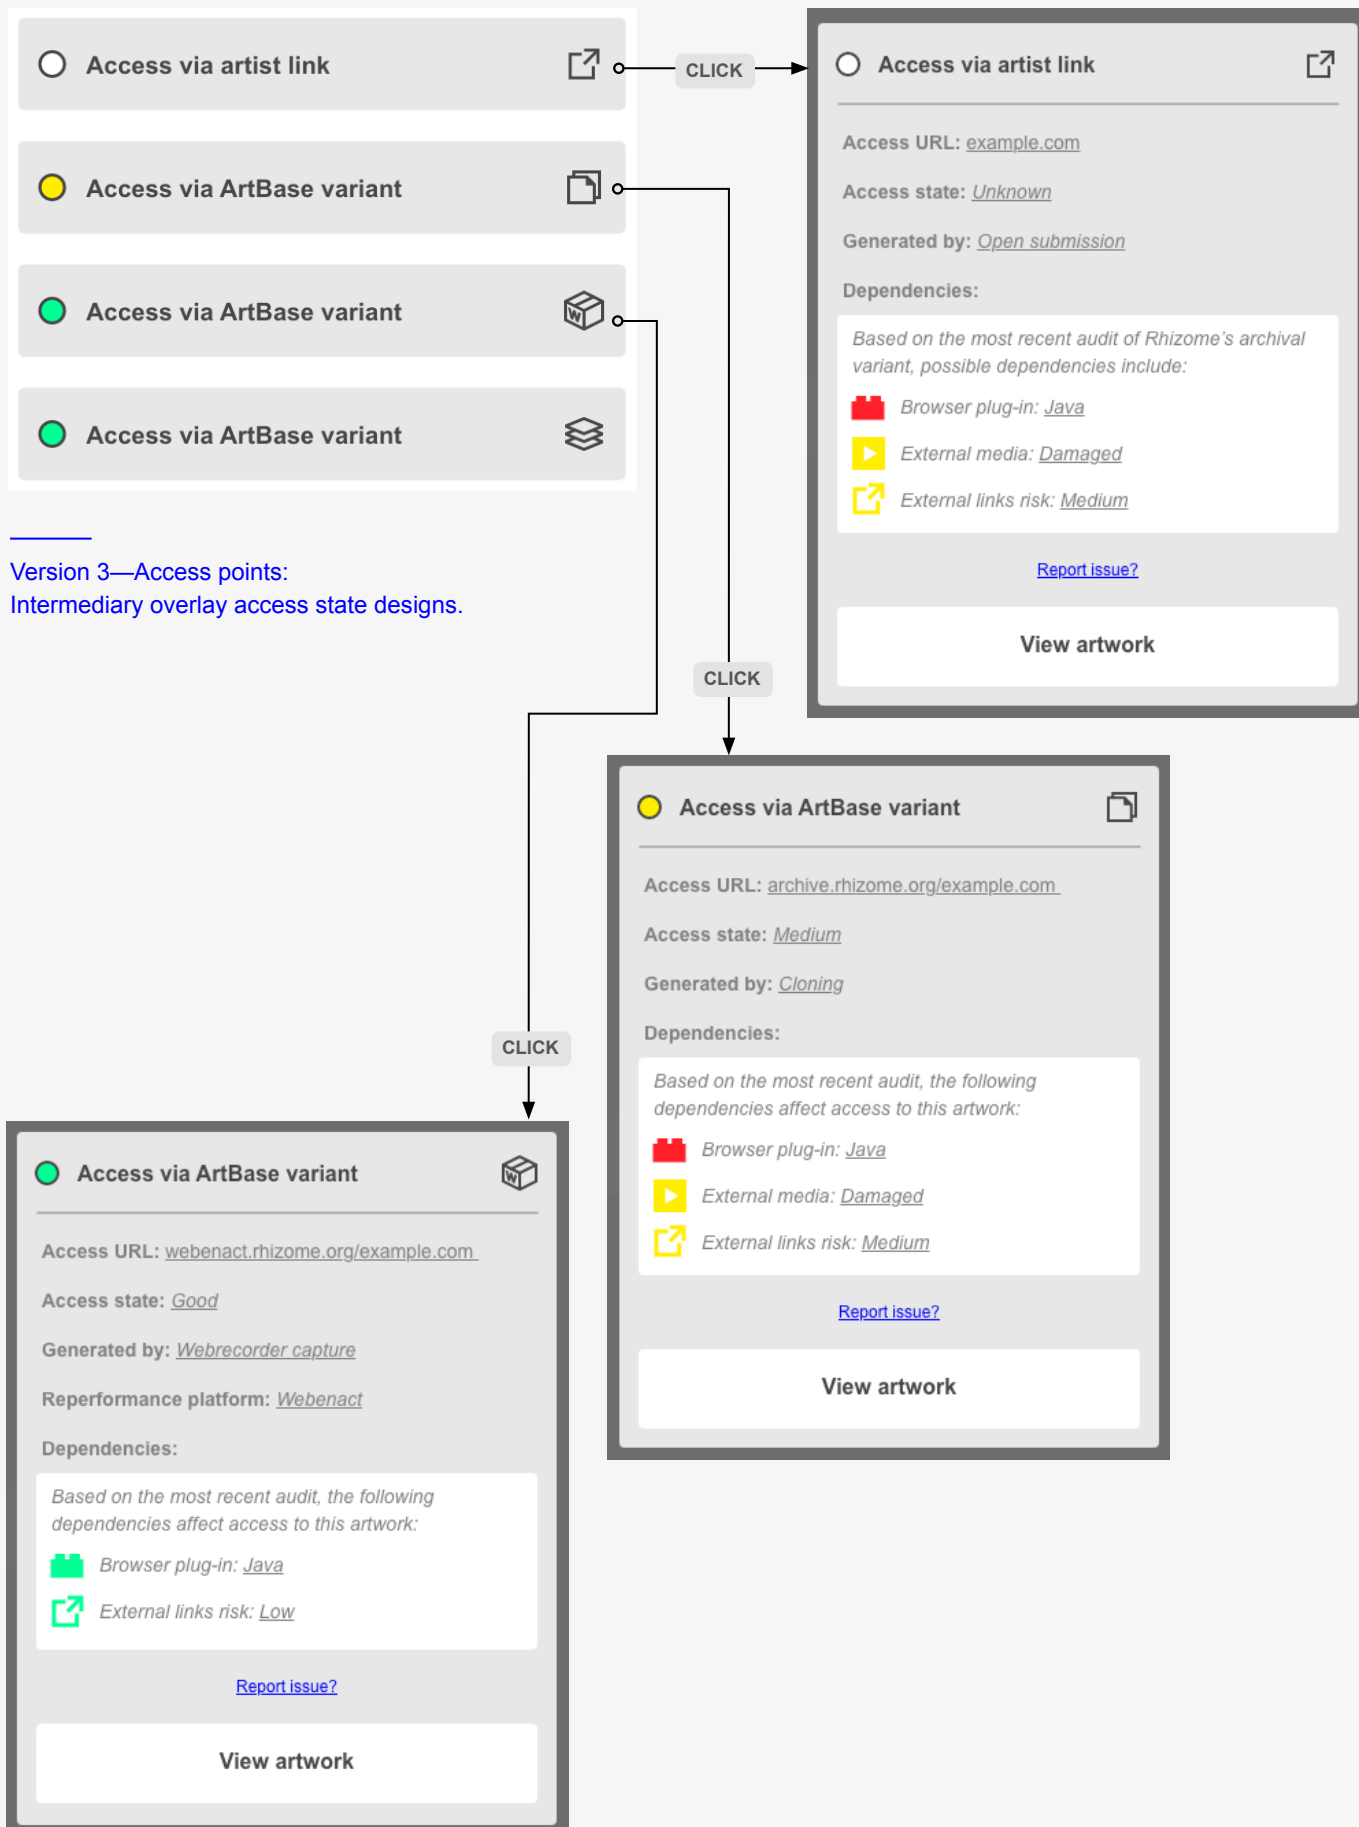 Access via artist link
Access via ArtBase variant
Access via ArtBase variant
W
Access via ArtBase variant
CLICK
Version 3—Access points:
Intermediary overlay access state designs.
Access via artist link
Access URL: example.com
Access state: Unknown
Generated by: Open submission
Dependencies:
Based on the most recent audit of Rhizome's archival
variant, possible dependencies include:
Browser plug-in: Java
External media: Damaged
External links risk: Medium
Report issue?
View artwork
CLICK
Access via ArtBase variant
Access URL: archive.rhizome.org/example.com
Access state: Medium
Generated by: Cloning
Dependencies:
Based on the most recent audit, the following
dependencies affect access to this artwork:
Browser plug-in: Java
External media: Damaged
External links risk: Medium
Report issue?
View artwork
CLICK
Access via ArtBase variant
W
Access URL: webenact.rhizome.org/example.com
Access state: Good
Generated by: Webrecorder capture
Reperformance platform: Webenact
Dependencies:
Based on the most recent audit, the following
dependencies affect access to this artwork:
Browser plug-in: Java
External links risk: Low
Report issue?
View artwork